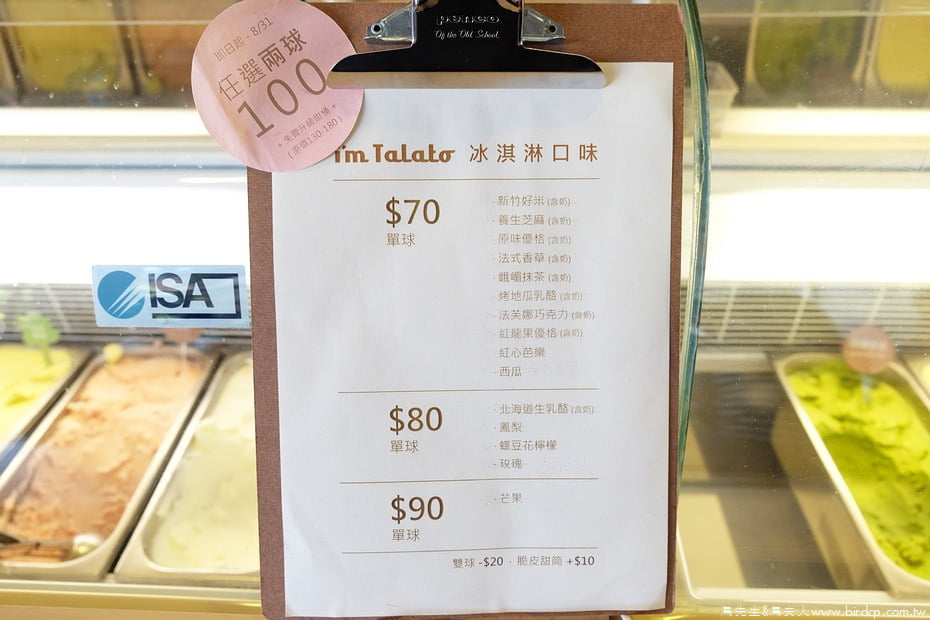 penco
Of the Old School.
即日起 - 8/31
任選兩球
100
+ 免費升級甜桶 +
(原價130-180)
I'm Talato 冰淇淋口味
$70
單球
· 新竹好米 (含奶)
· 養生芝麻 (含奶)
· 原味優格 (含奶)
· 法式香草 (含奶)
· 峨嵋抹茶 (含奶)
· 烤地瓜乳酪 (含奶)
· 法芙娜巧克力 (含奶)
· 紅龍果優格 (含奶)
· 紅心芭樂
· 西瓜
$80
單球
· 北海道生乳酪 (含奶)
· 鳳梨
· 蝶豆花檸檬
· 玫瑰
$90
單球
· 芒果
雙球 -$20 · 脆皮甜筒 +$10
ISA
鳥先生&鳥夫人 www.birdcp.com.tw